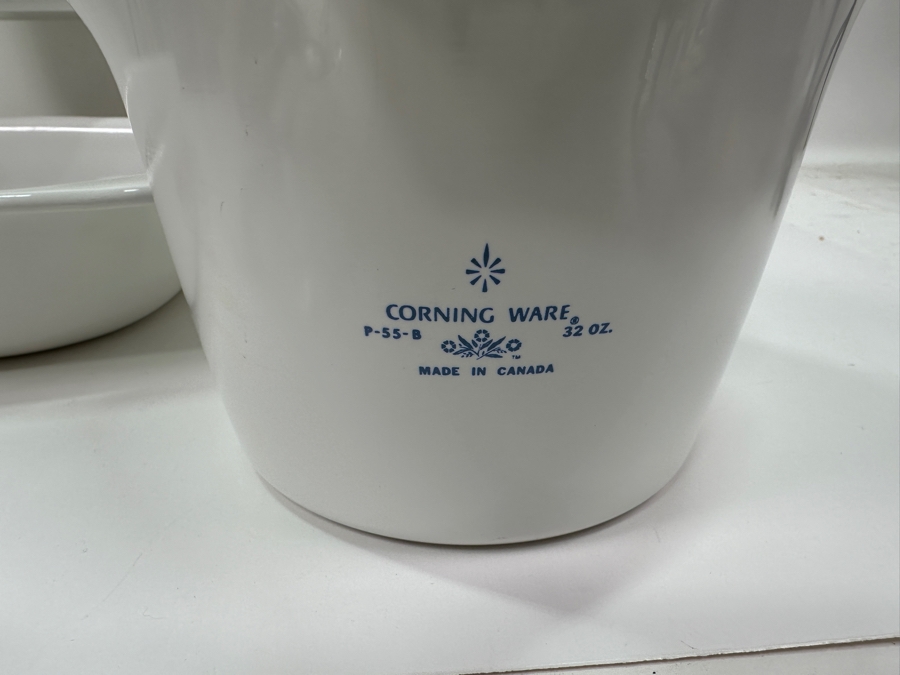 CORNING WARE®
P-55-B 32 OZ.
TM
MADE IN CANADA